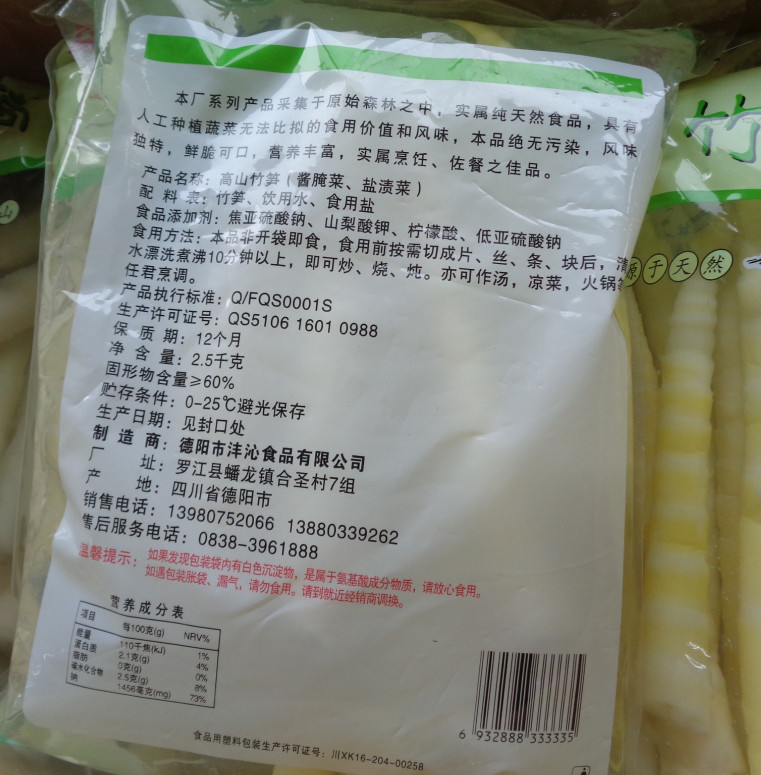 本厂系列产品采集于原始森林之中，实属纯天然食品，具有
人工种植蔬菜无法比拟的食用价值和风味，本品绝无污染，风味
独特，鲜脆可口，营养丰富，实属烹饪、佐餐之佳品。
产品名称：高山竹笋（酱腌菜、盐渍菜）
配料表：竹笋、饮用水、食用盐
食品添加剂：焦亚硫酸钠、山梨酸钾、柠檬酸、低亚硫酸钠
食用方法：本品非开袋即食，食用前按需切成片、丝、条、块后，清
水漂洗煮沸10分钟以上，即可炒、烧、炖。亦可作汤，凉菜，火锅等
任君烹调。
产品执行标准：Q/FQS0001S
生产许可证号：QS5106 1601 0988
保质期：12个月
净含量：2.5千克
固形物含量≥60%
贮存条件：0-25℃避光保存
生产日期：见封口处
制造商：德阳市沣沁食品有限公司
厂址：罗江县蟠龙镇合圣村7组
产地：四川省德阳市
销售电话：13980752066 13880339262
售后服务电话：0838-3961888
温馨提示：如果发现包装袋内有白色沉淀物，是属于氨基酸成分物质，请放心食用。
如遇包装胀袋、漏气，请勿食用。请到就近经销商调换。
营养成分表
项目 每100克(g) NRV%
能量 110千焦(kJ) 1%
蛋白质 2.1克(g) 4%
脂肪 0克(g) 0%
碳水化合物 2.5克(g) 8%
钠 1456毫克(mg) 73%
6 932888 333335
食品用塑料包装生产许可证号：川XK16-204-00258
竹
源于天然
山